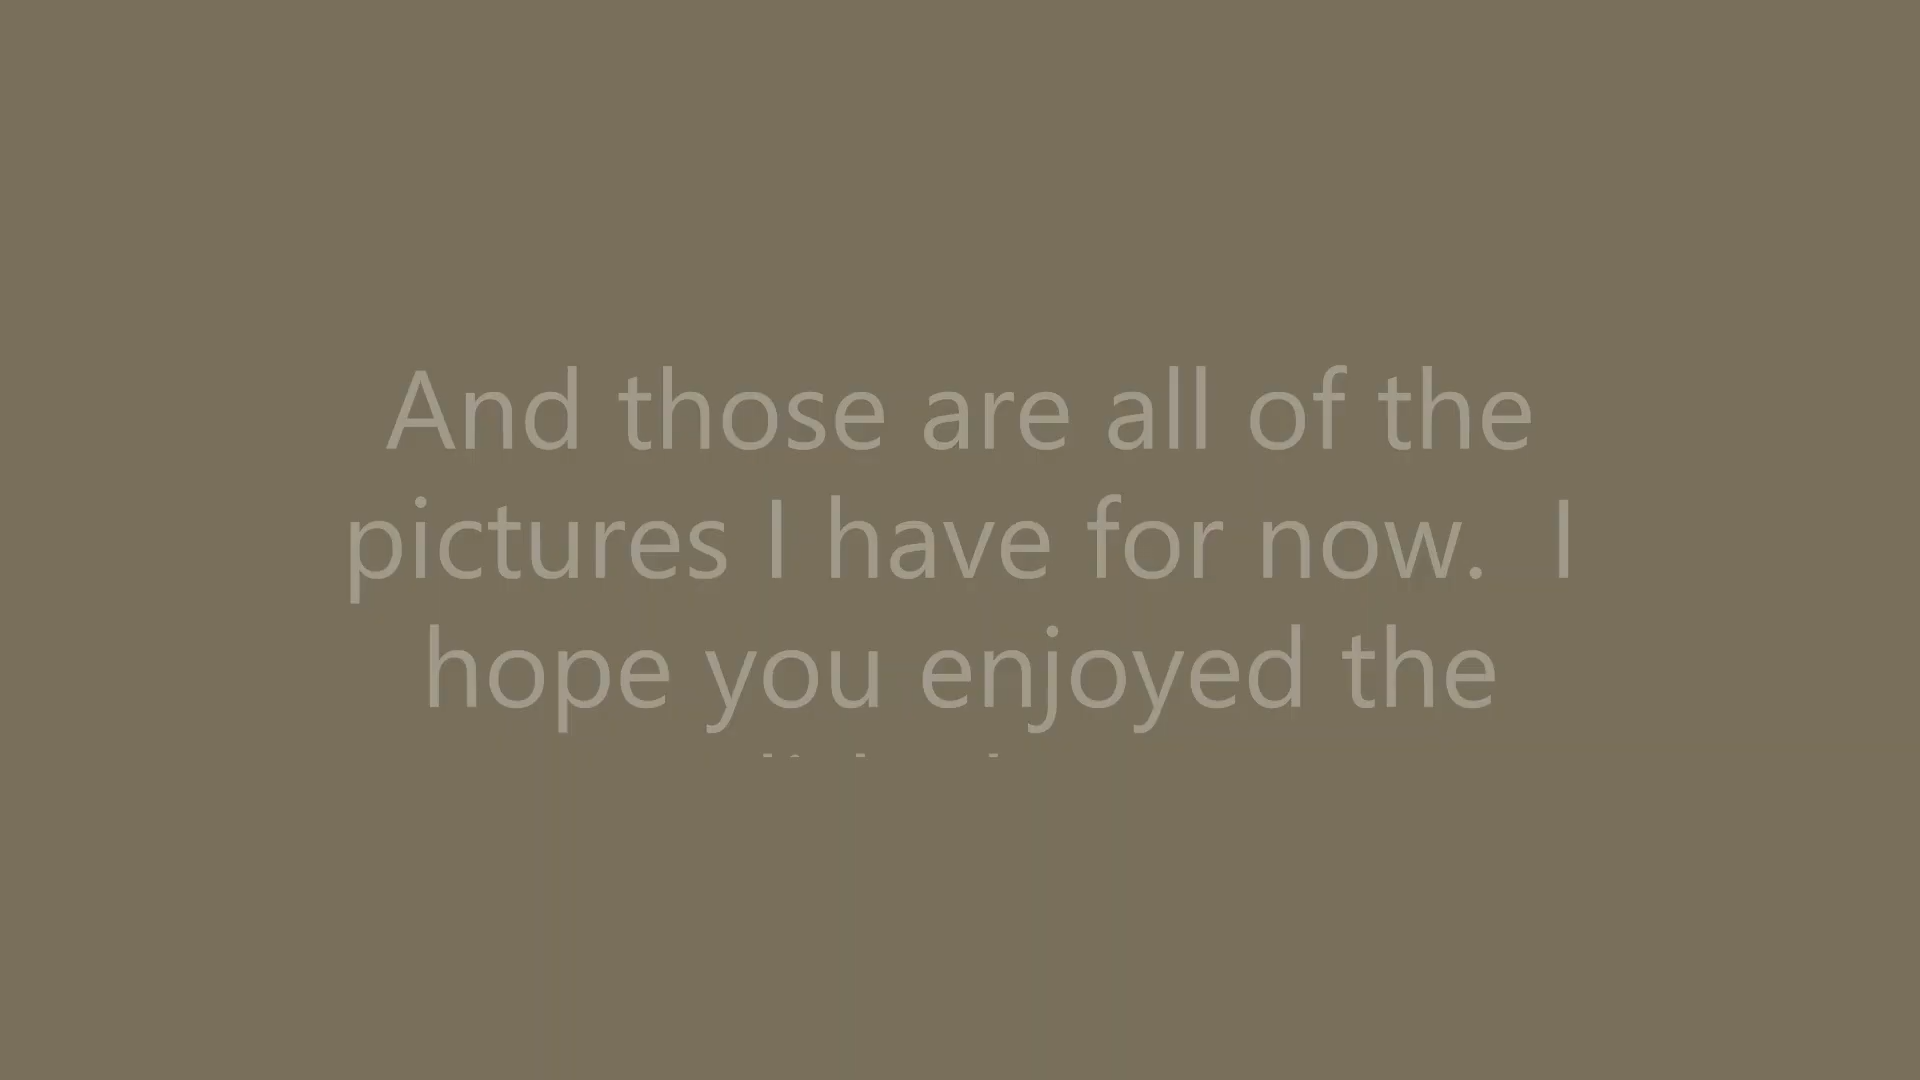 And those are all of the
pictures I have for now.  I
hope you enjoyed the